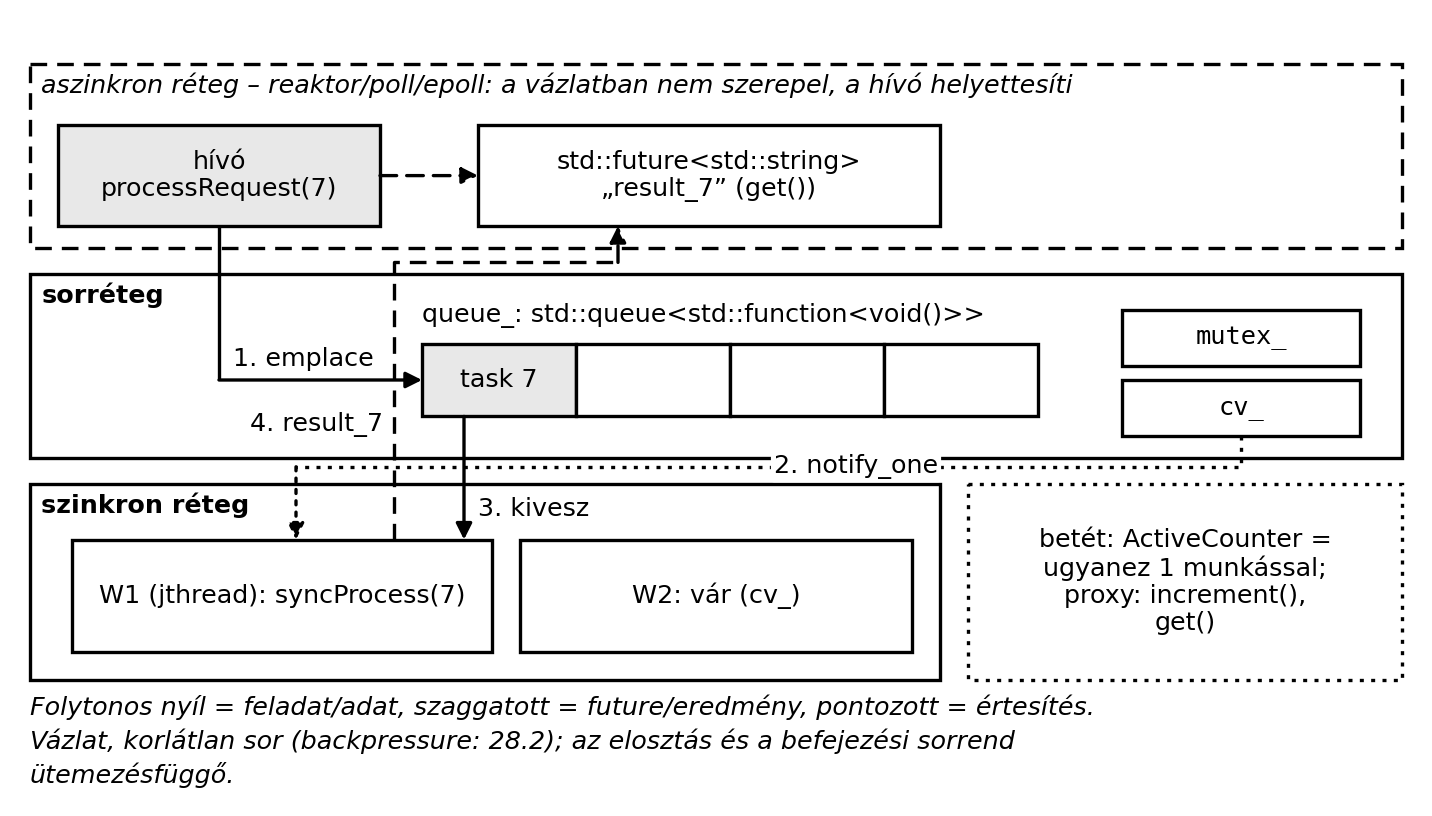 aszinkron réteg – reaktor/poll/epoll: a vázlatban nem szerepel, a hívó helyettesíti
hívó
processRequest(7)
std::future<std::string>
„result_7” (get())
sorréteg
queue_: std::queue<std::function<void()>>
mutex_
1. emplace
task 7
cv_
4. result_7
2. notify_one
szinkron réteg
3. kivesz
W1 (jthread): syncProcess(7)
W2: vár (cv_)
betét: ActiveCounter =
ugyanez 1 munkással;
proxy: increment(),
get()
Folytonos nyíl = feladat/adat, szaggatott = future/eredmény, pontozott = értesítés.
Vázlat, korlátlan sor (backpressure: 28.2); az elosztás és a befejezési sorrend
ütemezésfüggő.